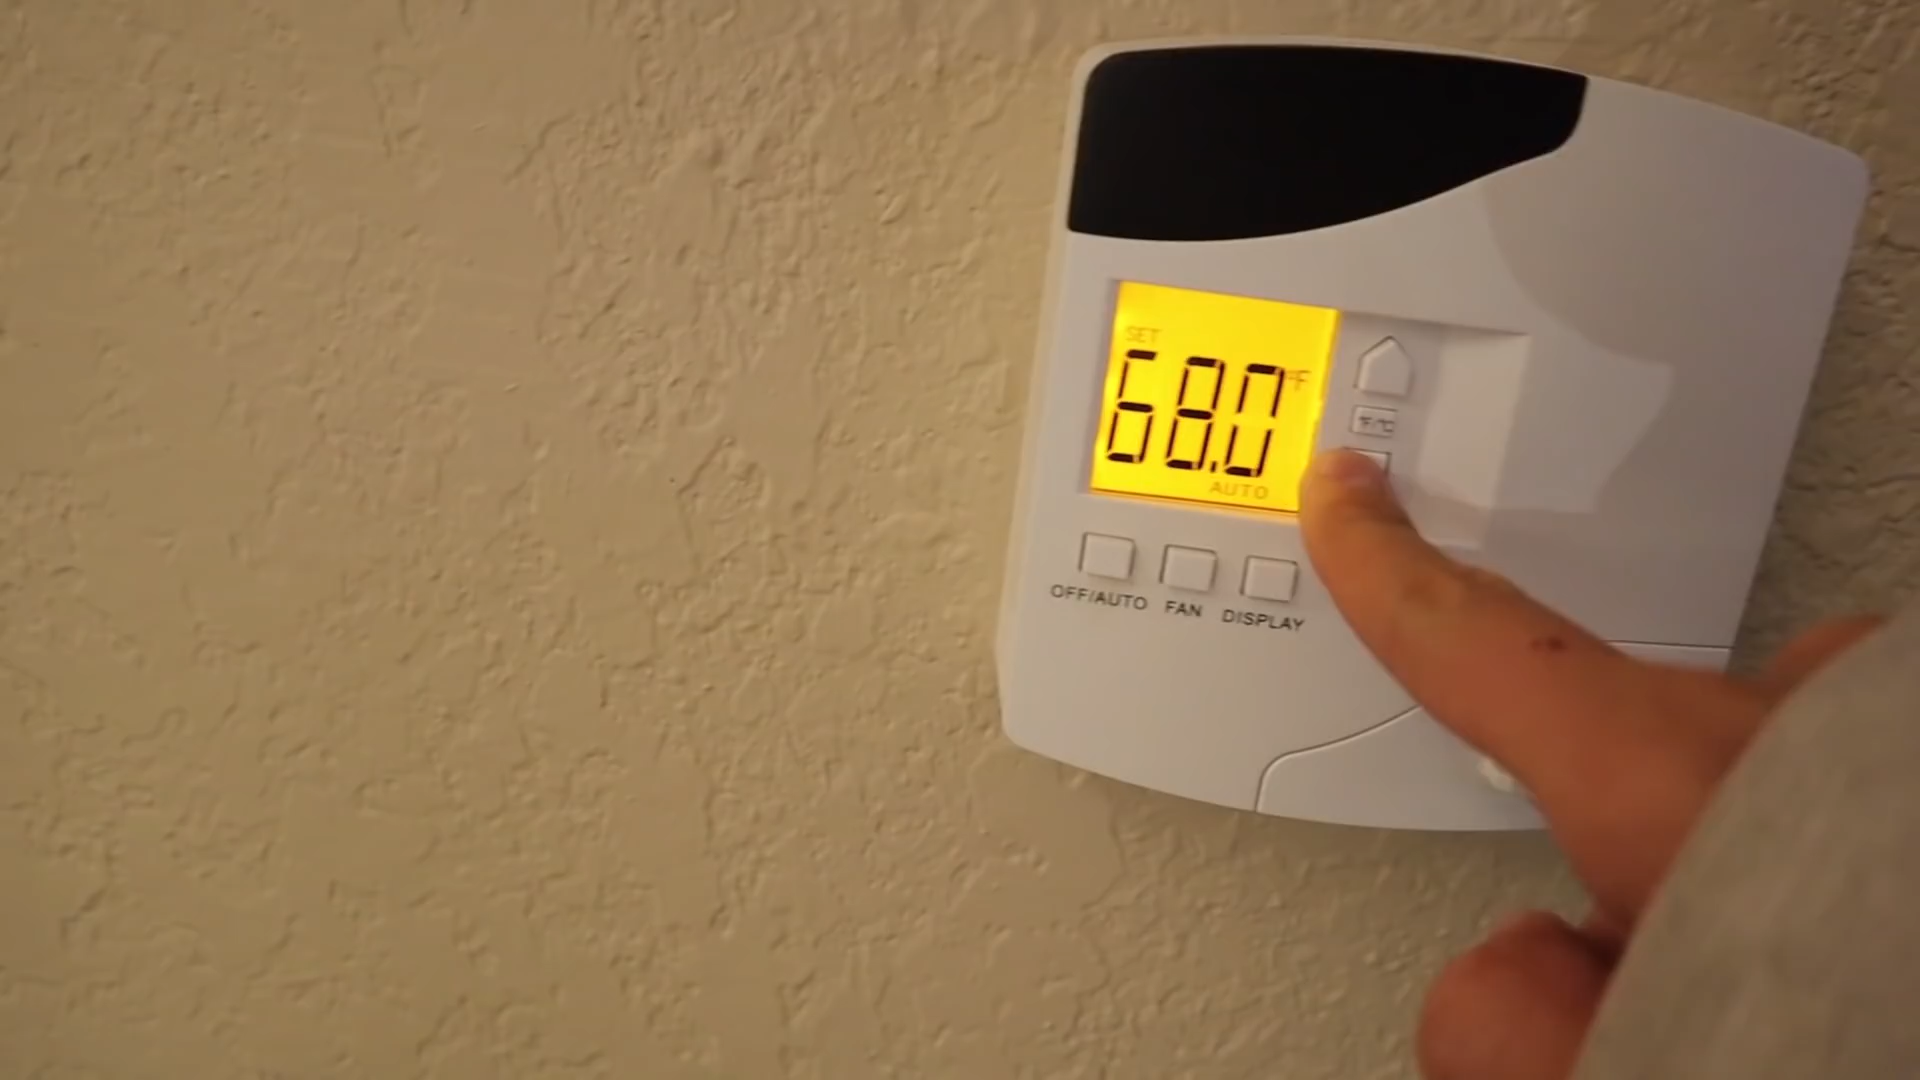 SET
68.0 °F
AUTO
°F/°C
OFF/AUTO FAN DISPLAY